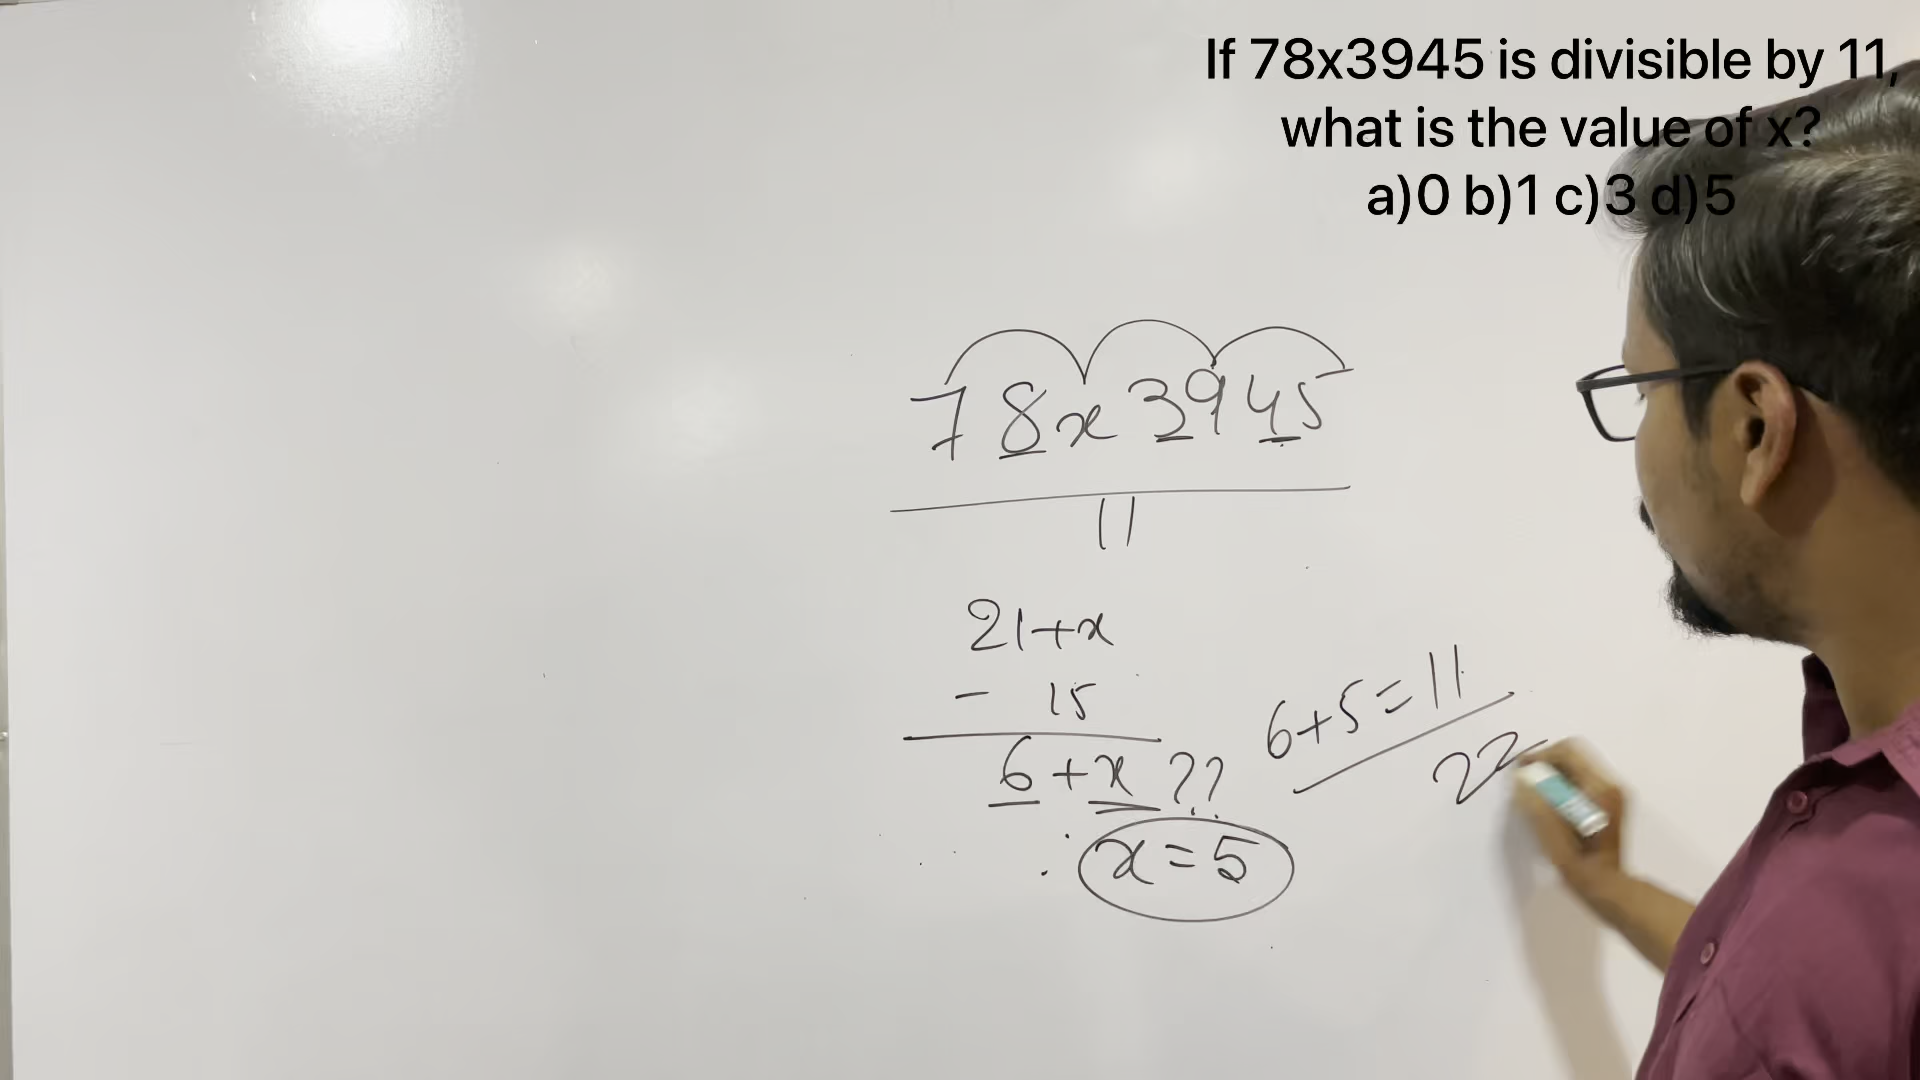 If 78x3945 is divisible by 11,
what is the value of x?
a)0 b)1 c)3 d)5
78x3945
11
21+x
- 15
6+x ??
6+5=11
22
x=5